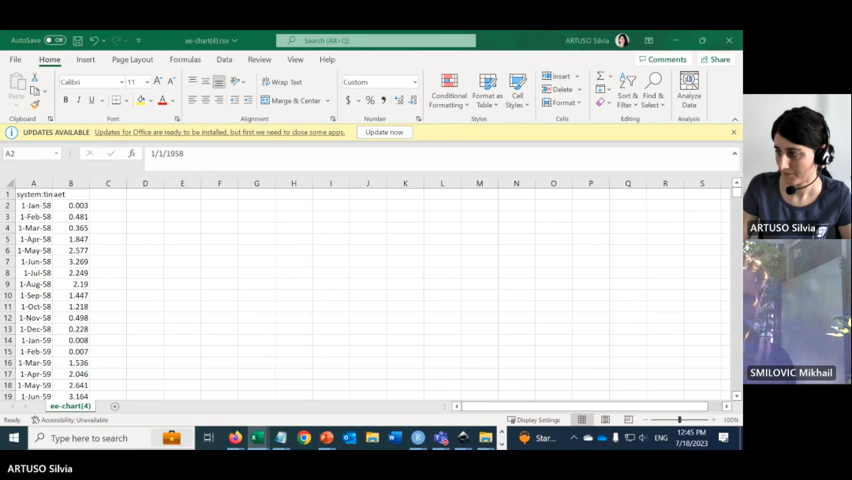 AutoSave Off ee-chart(4).csv Search (Alt+Q) ARTUSO Silvia
File Home Insert Page Layout Formulas Data Review View Help Comments Share
Paste Calibri 11 Wrap Text Custom Conditional Formatting Format as Table Cell Styles Insert Sort & Filter Find & Select Analyze Data
B I U Merge & Center $ % Delete Format
Clipboard Font Alignment Number Styles Cells Editing Analysis
UPDATES AVAILABLE Updates for Office are ready to be installed, but first we need to close some apps. Update now
A2 fx 1/1/1958
A B C D E F G H I J K L M N O P Q R S
1 system:tin aet
2 1-Jan-58 0.003
3 1-Feb-58 0.481
4 1-Mar-58 0.365
5 1-Apr-58 1.847
6 1-May-58 2.577
7 1-Jun-58 3.269
8 1-Jul-58 2.249
9 1-Aug-58 2.19
10 1-Sep-58 1.447
11 1-Oct-58 1.218
12 1-Nov-58 0.498
13 1-Dec-58 0.228
14 1-Jan-59 0.008
15 1-Feb-59 0.007
16 1-Mar-59 1.536
17 1-Apr-59 2.046
18 1-May-59 2.641
19 1-Jun-59 3.164
ee-chart(4)
Ready Accessibility: Unavailable Display Settings 100%
Type here to search Star... ENG 12:45 PM
7/18/2023
ARTUSO Silvia
SMILOVIC Mikhail
ARTUSO Silvia